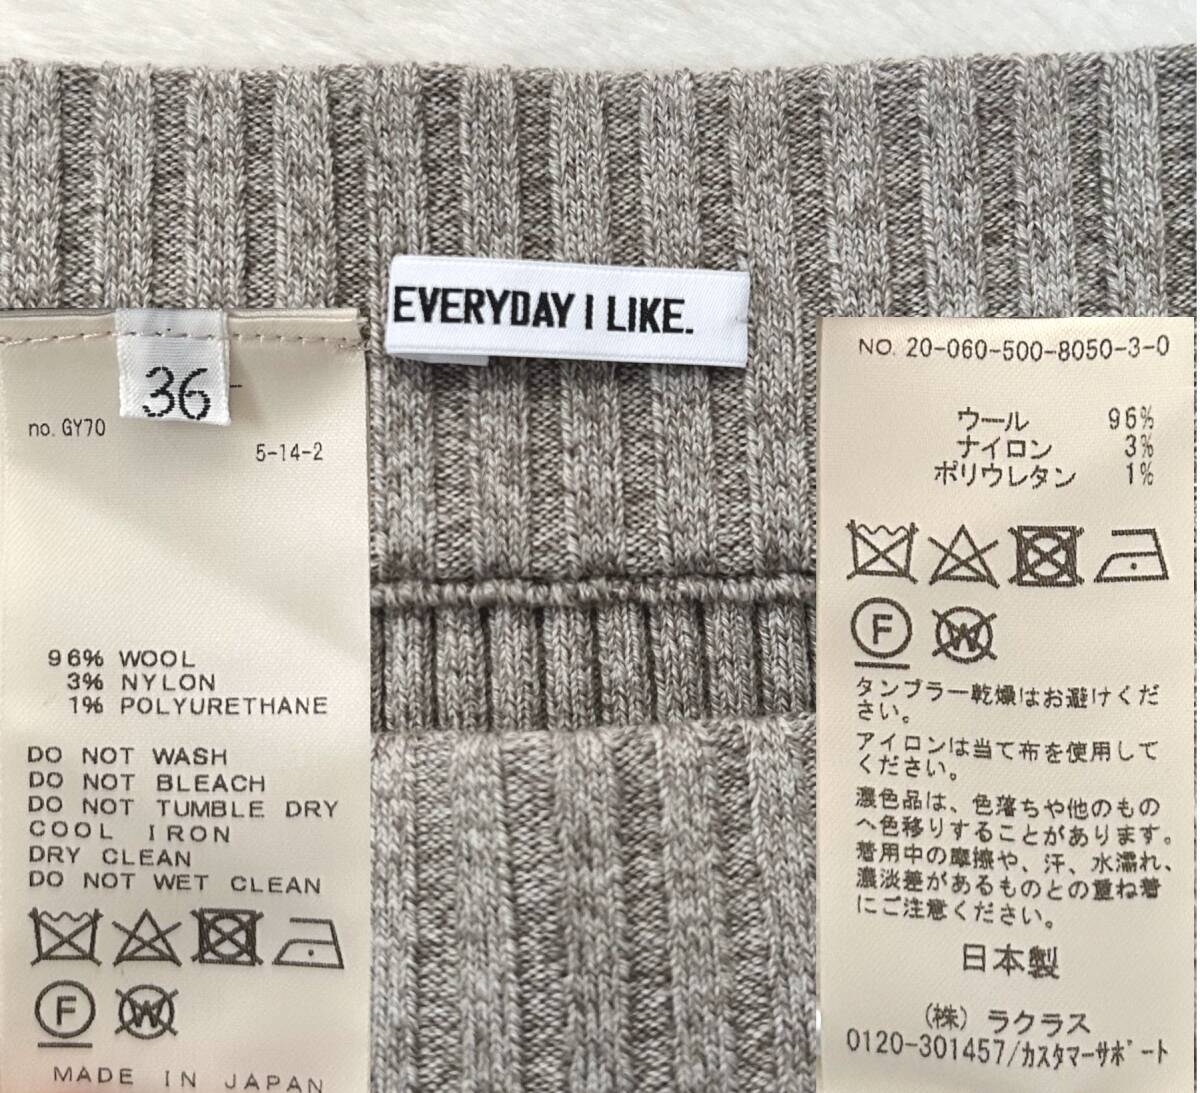 EVERYDAY I LIKE.
36
no. GY70
5-14-2
96% WOOL
3% NYLON
1% POLYURETHANE
DO NOT WASH
DO NOT BLEACH
DO NOT TUMBLE DRY
COOL IRON
DRY CLEAN
DO NOT WET CLEAN
F W
MADE IN JAPAN
NO. 20-060-500-8050-3-0
ウール 96%
ナイロン 3%
ポリウレタン 1%
F W
タンブラー乾燥はお避けくだ
さい。
アイロンは当て布を使用して
ください。
濃色品は、色落ちや他のもの
へ色移りすることがあります。
着用中の摩擦や、汗、水濡れ、
濃淡差があるものとの重ね着
にご注意ください。
日本製
(株) ラクラス
0120-301457/カスタマーサポート